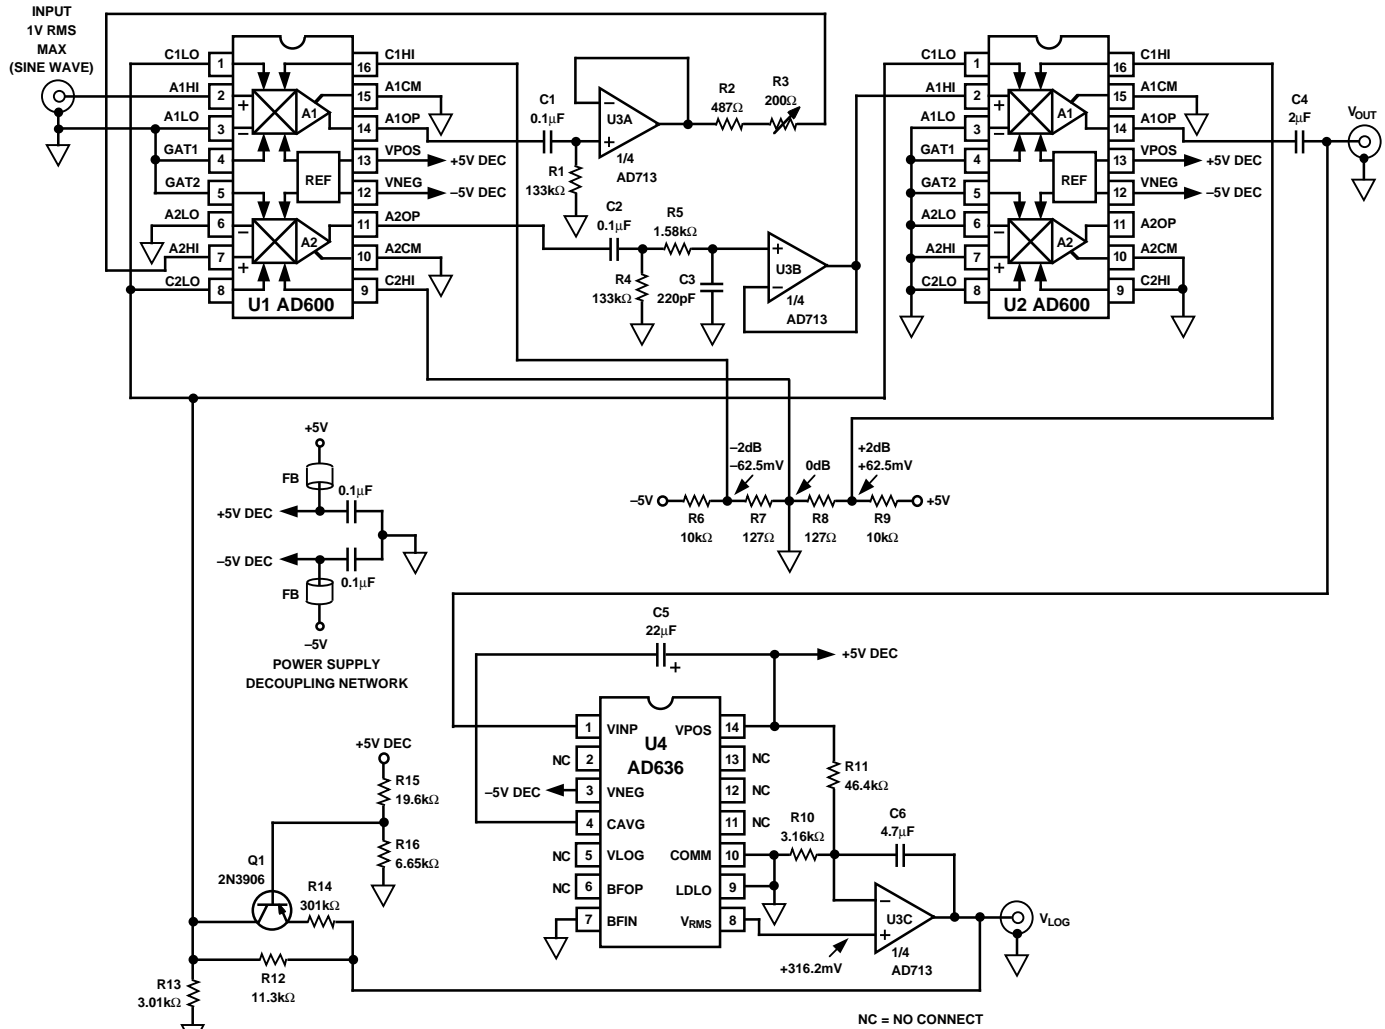 INPUT
1V RMS
MAX
(SINE WAVE)
C1LO
A1HI
A1LO
GAT1
GAT2
A2LO
A2HI
C2LO
1
2
3
4
5
6
7
8
+
–
A1
REF
–
+
A2
16
15
14
13
12
11
10
9
U1 AD600
C1HI
A1CM
A1OP
VPOS
VNEG
A2OP
A2CM
C2HI
+5V DEC
–5V DEC
C1
0.1µF
R1
133kΩ
–
+
U3A
1/4
AD713
R2
487Ω
R3
200Ω
C2
0.1µF
R5
1.58kΩ
R4
133kΩ
C3
220pF
+
–
U3B
1/4
AD713
C1LO
A1HI
A1LO
GAT1
GAT2
A2LO
A2HI
C2LO
1
2
3
4
5
6
7
8
+
–
A1
REF
–
+
A2
16
15
14
13
12
11
10
9
U2 AD600
C1HI
A1CM
A1OP
VPOS
VNEG
A2OP
A2CM
C2HI
+5V DEC
–5V DEC
C4
2µF
VOUT
–2dB
–62.5mV
0dB
+2dB
+62.5mV
–5V
R6
10kΩ
R7
127Ω
R8
127Ω
R9
10kΩ
+5V
+5V
FB
0.1µF
+5V DEC
–5V DEC
0.1µF
FB
–5V
POWER SUPPLY
DECOUPLING NETWORK
C5
22µF
+
+5V DEC
1
2
3
4
5
6
7
VINP
VNEG
CAVG
VLOG
BFOP
BFIN
U4
AD636
VPOS
COMM
LDLO
VRMS
14
13
12
11
10
9
8
NC
–5V DEC
NC
NC
NC
NC
NC
R11
46.4kΩ
R10
3.16kΩ
C6
4.7µF
–
+
U3C
1/4
AD713
+316.2mV
VLOG
+5V DEC
R15
19.6kΩ
R16
6.65kΩ
Q1
2N3906
R14
301kΩ
R12
11.3kΩ
R13
3.01kΩ
NC = NO CONNECT